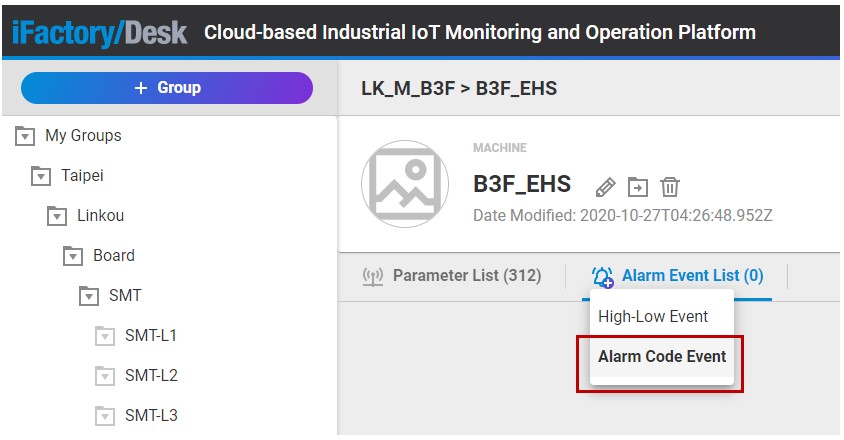 iFactory/Desk Cloud-based Industrial IoT Monitoring and Operation Platform
+ Group
LK_M_B3F > B3F_EHS
My Groups
Taipei
Linkou
Board
SMT
SMT-L1
SMT-L2
SMT-L3
MACHINE
B3F_EHS
Date Modified: 2020-10-27T04:26:48.952Z
Parameter List (312)
Alarm Event List (0)
High-Low Event
Alarm Code Event